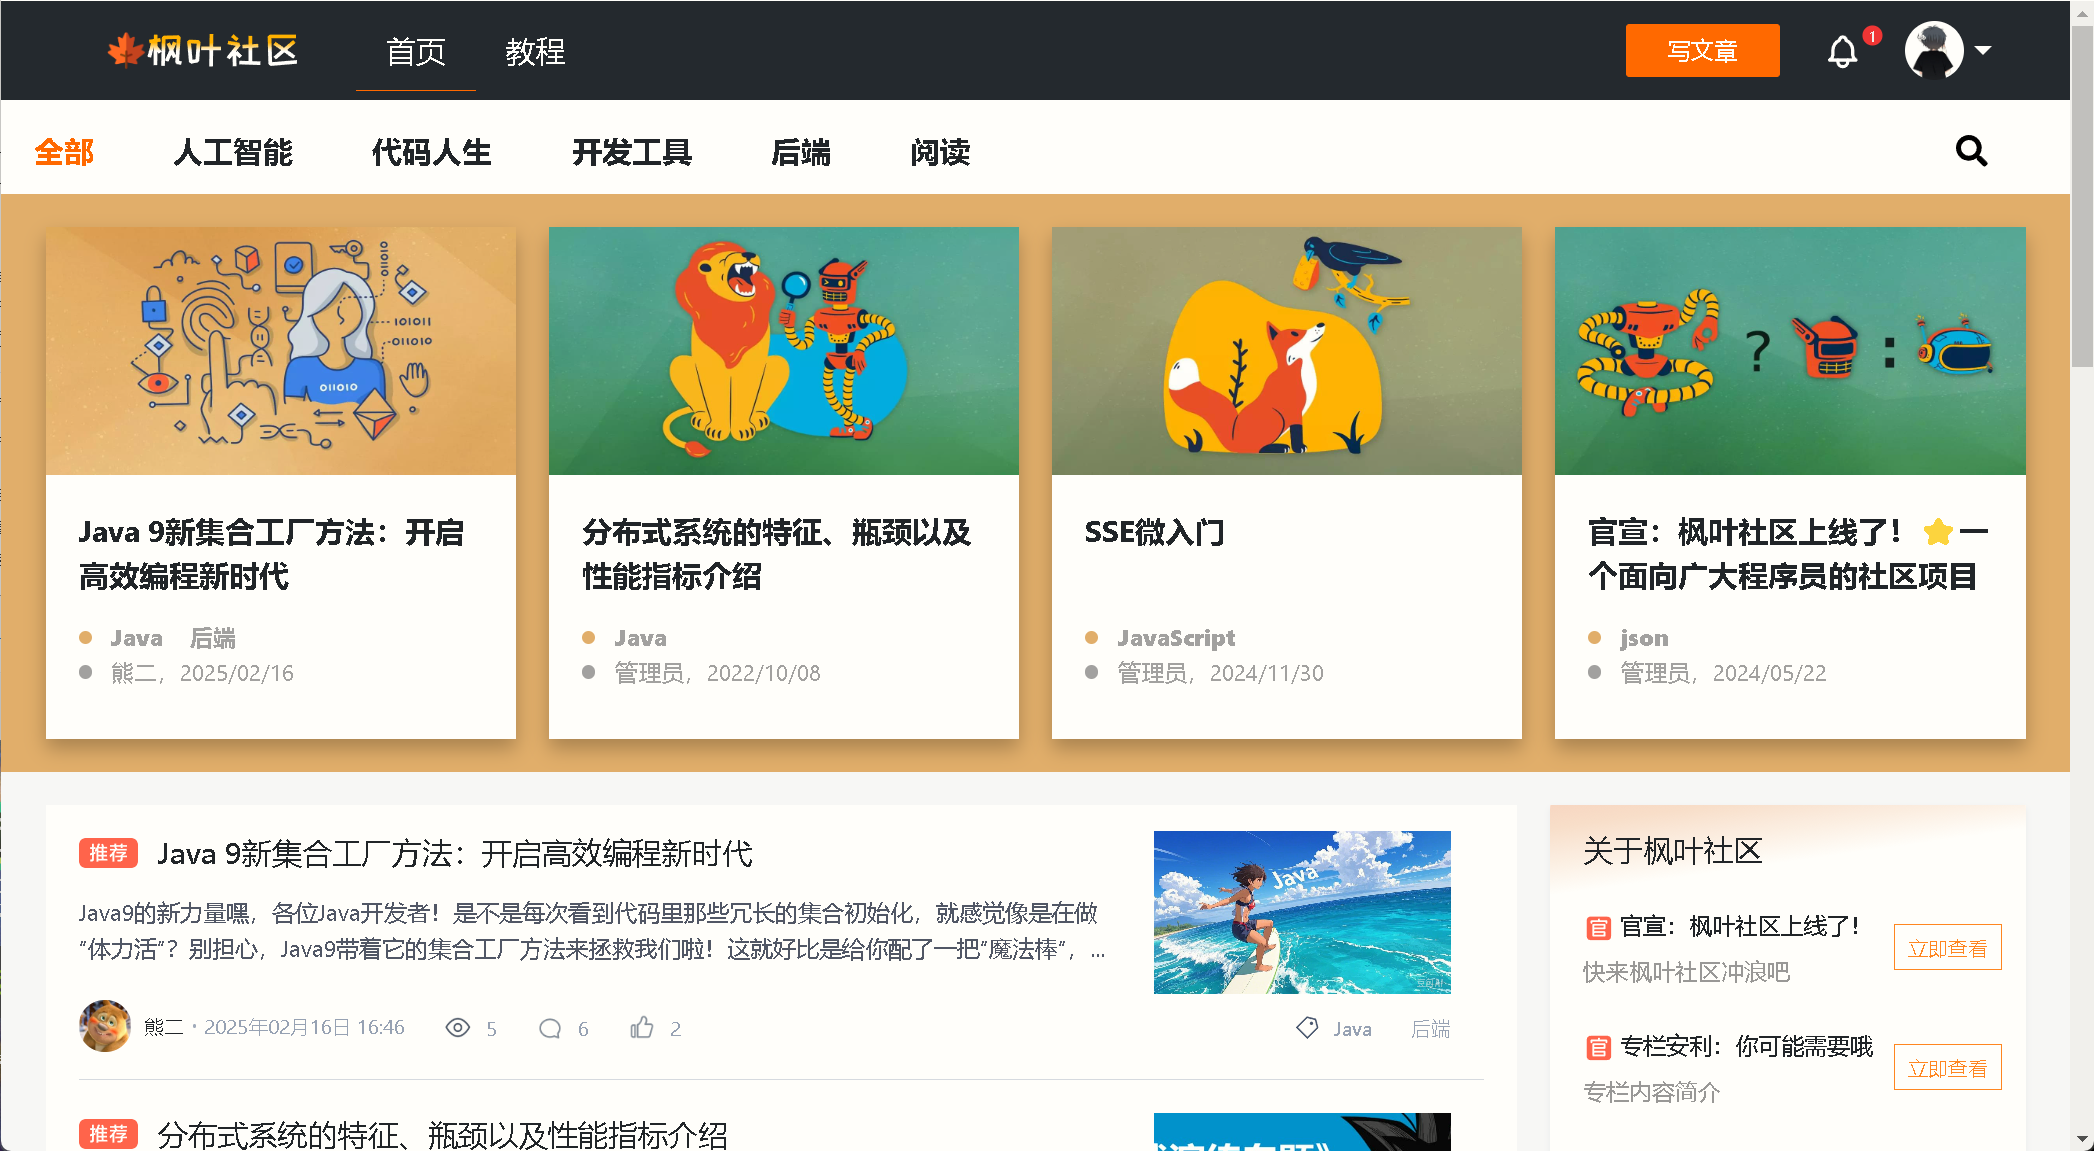 枫叶社区
首页
教程
写文章
1
全部
人工智能
代码人生
开发工具
后端
阅读
101011
011010
011010
01011
?
:
Java 9新集合工厂方法：开启
高效编程新时代
Java 后端
熊二，2025/02/16
分布式系统的特征、瓶颈以及
性能指标介绍
Java
管理员，2022/10/08
SSE微入门
JavaScript
管理员，2024/11/30
官宣：枫叶社区上线了！⭐一
个面向广大程序员的社区项目
json
管理员，2024/05/22
推荐 Java 9新集合工厂方法：开启高效编程新时代
Java9的新力量嘿，各位Java开发者！是不是每次看到代码里那些冗长的集合初始化，就感觉像是在做
“体力活”？别担心，Java9带着它的集合工厂方法来拯救我们啦！这就好比是给你配了一把“魔法棒”，...
Java
熊二 · 2025年02月16日 16:46 5 6 2
Java 后端
推荐 分布式系统的特征、瓶颈以及性能指标介绍
关于枫叶社区
官 官宣：枫叶社区上线了！
快来枫叶社区冲浪吧
立即查看
官 专栏安利：你可能需要哦
专栏内容简介
立即查看